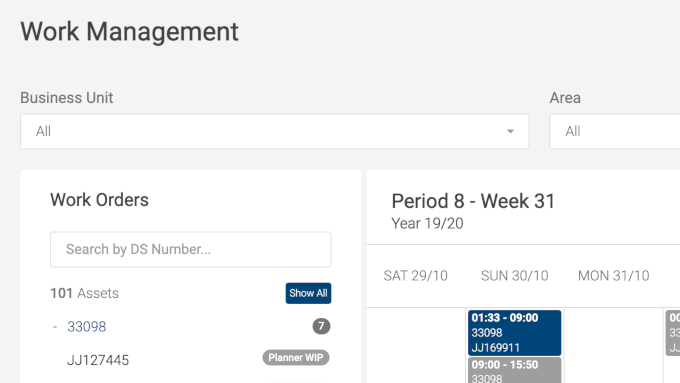 Work Management
Business Unit
Area
All
All
Work Orders
Search by DS Number...
101 Assets
Show All
- 33098
7
JJ127445
Planner WIP
Period 8 - Week 31
Year 19/20
SAT 29/10
SUN 30/10
MON 31/10
01:33 - 09:00
33098
JJ169911
09:00 - 15:50
33098